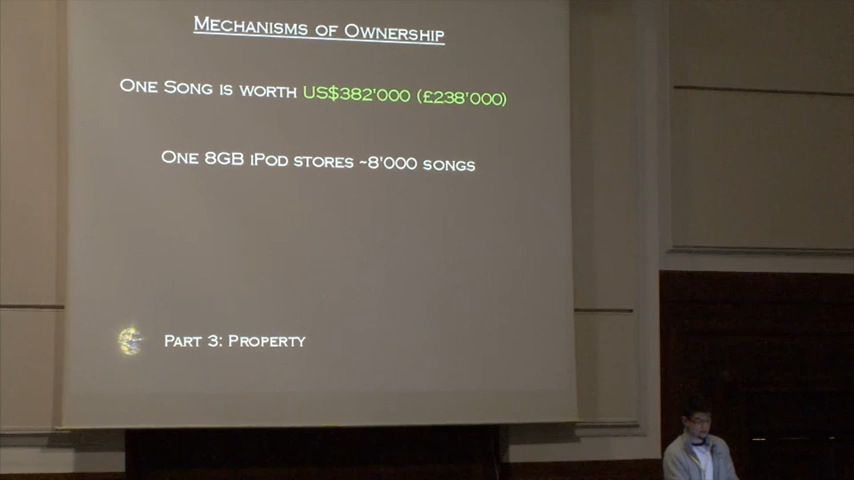 Mechanisms of Ownership
One Song is worth US$382'000 (£238'000)
One 8GB iPod stores ~8'000 songs
Part 3: Property